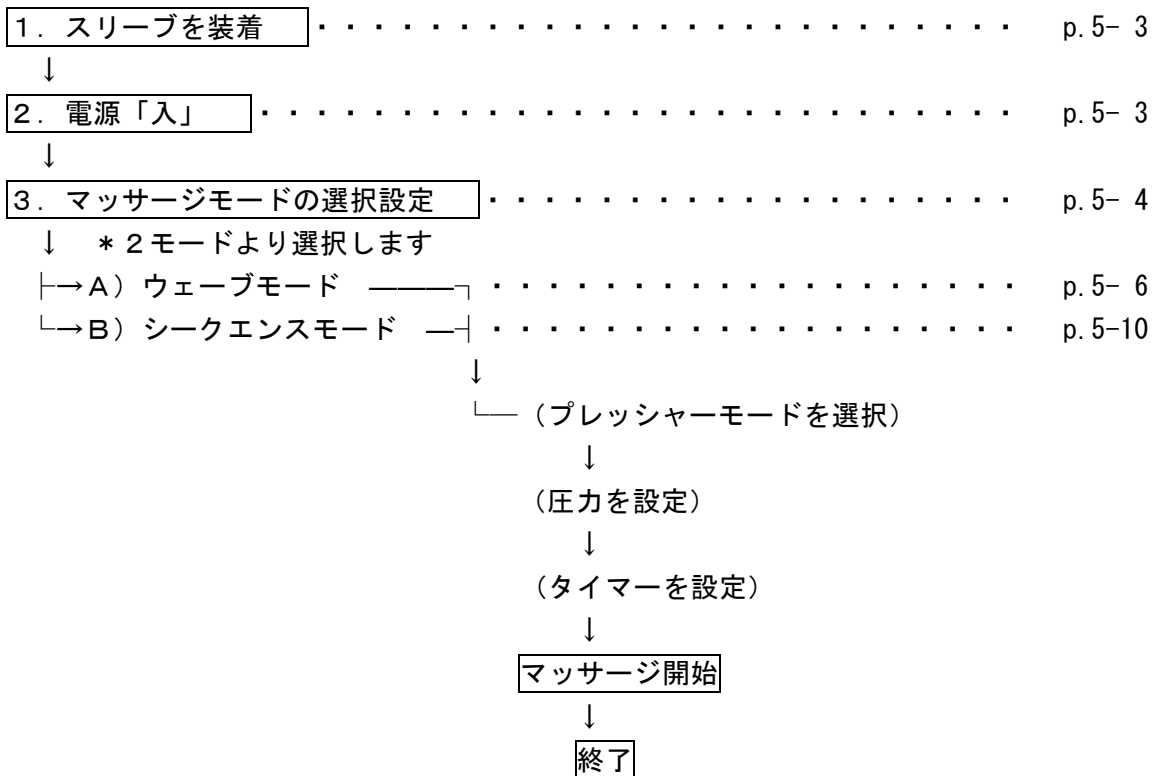 １．スリーブを装着 ・・・・・・・・・・・・・・・・・・・・・・・・・ p.5- 3
↓
２．電源「入」 ・・・・・・・・・・・・・・・・・・・・・・・・・・・ p.5- 3
↓
３．マッサージモードの選択設定 ・・・・・・・・・・・・・・・・・・・ p.5- 4
↓ ＊２モードより選択します
├→Ａ）ウェーブモード ―――┐・・・・・・・・・・・・・・・・・・・ p.5- 6
└→Ｂ）シークエンスモード ―┤・・・・・・・・・・・・・・・・・・・ p.5-10
↓
└─（プレッシャーモードを選択）
↓
（圧力を設定）
↓
（タイマーを設定）
↓
マッサージ開始
↓
終了